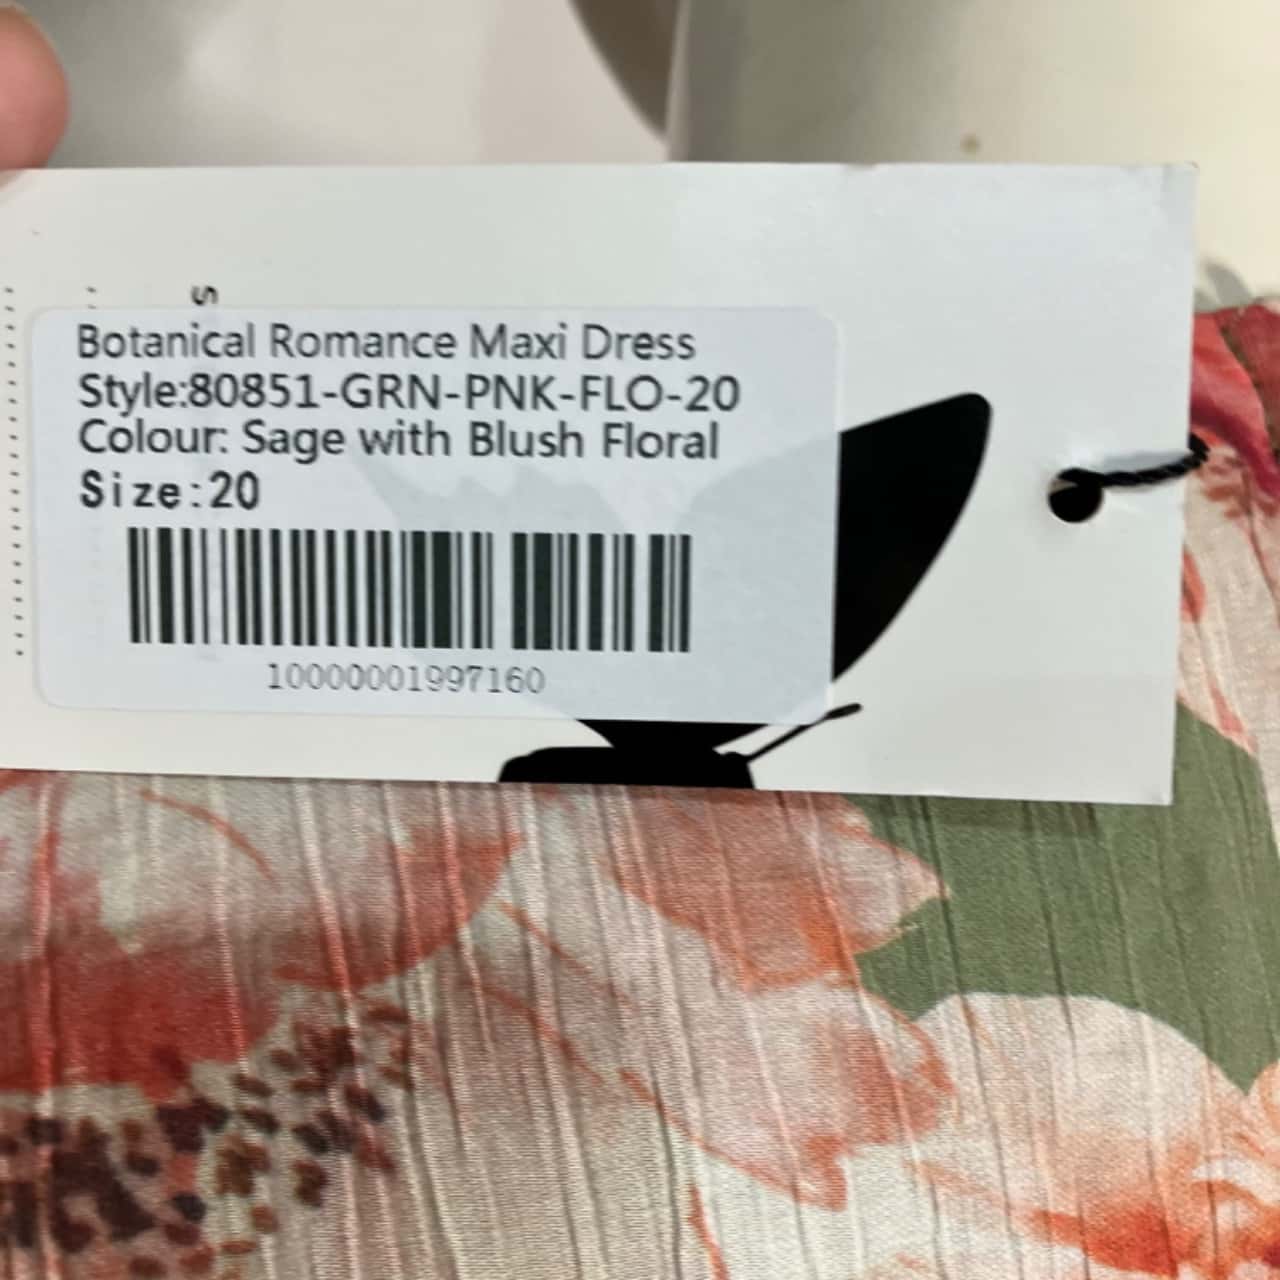 S
Botanical Romance Maxi Dress
Style:80851-GRN-PNK-FLO-20
Colour: Sage with Blush Floral
Size:20
10000001997160